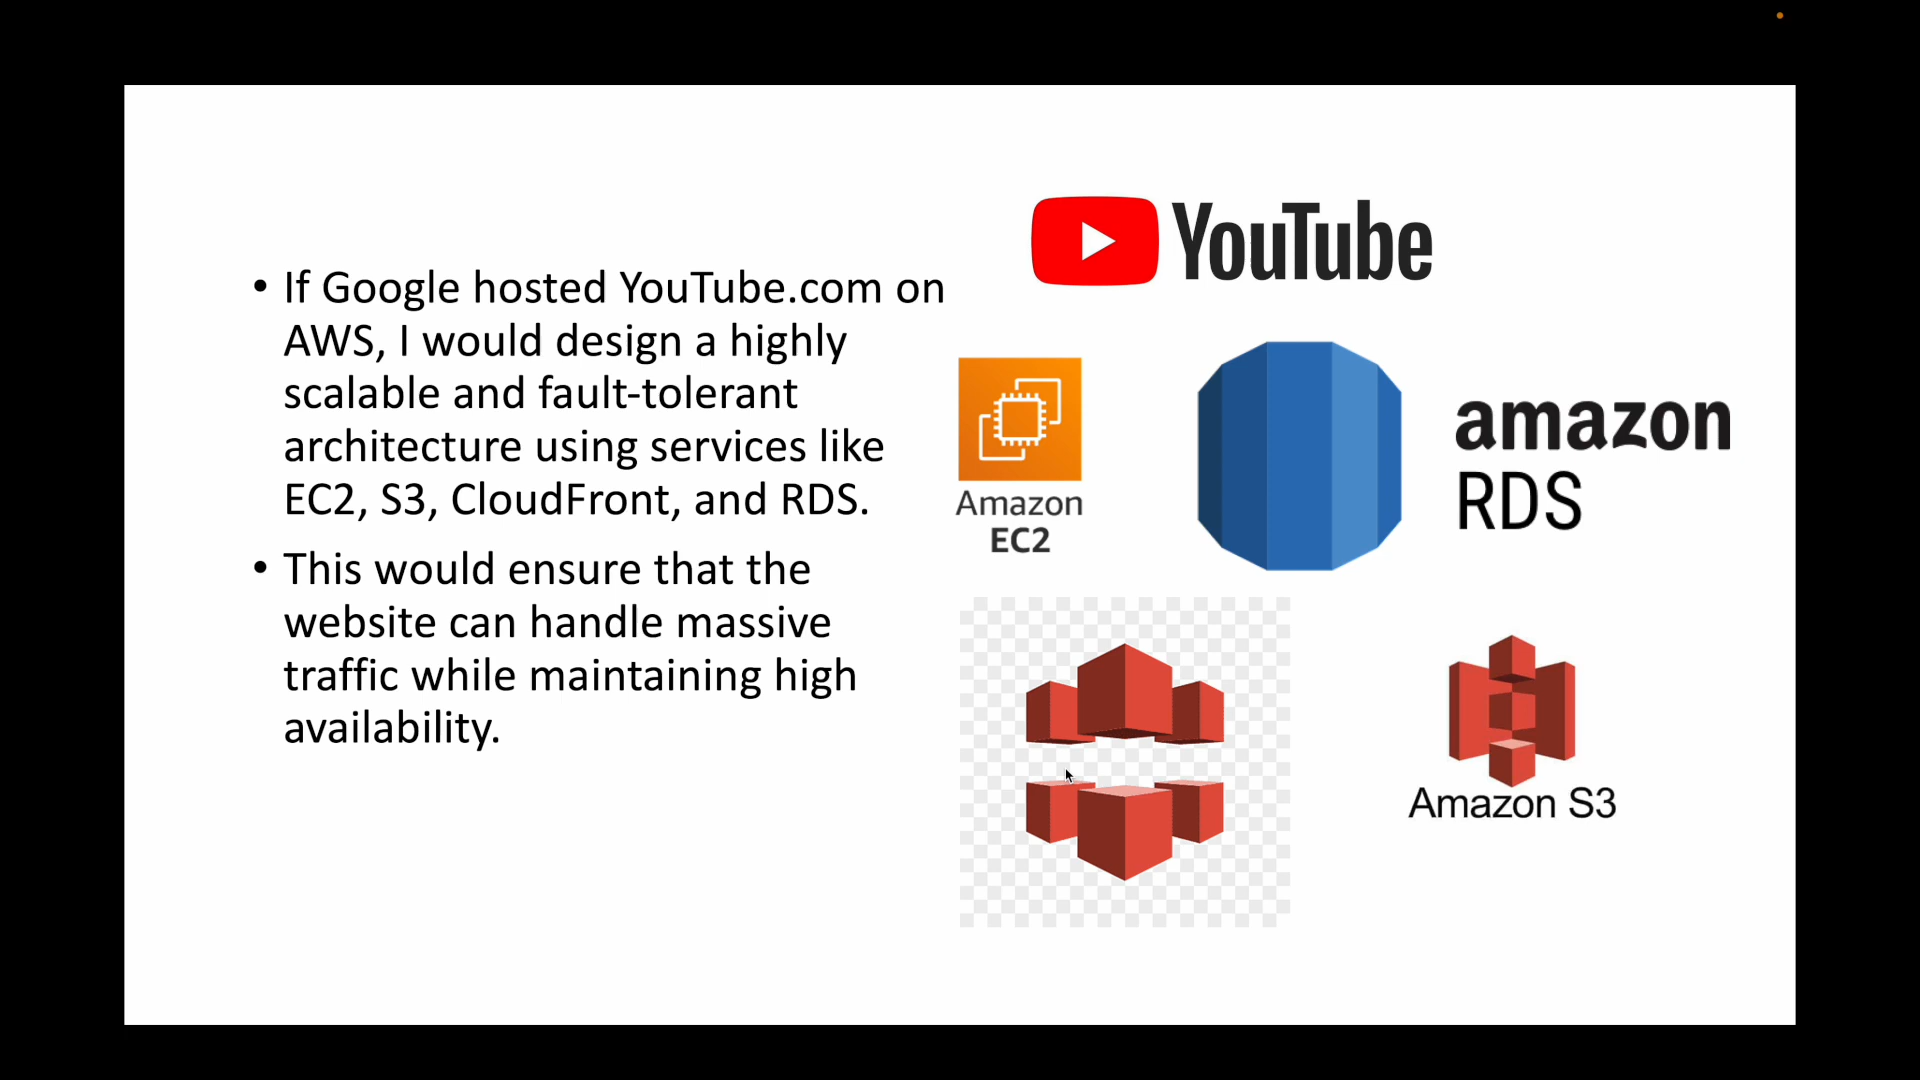 • If Google hosted YouTube.com on
AWS, I would design a highly
scalable and fault-tolerant
architecture using services like
EC2, S3, CloudFront, and RDS.
• This would ensure that the
website can handle massive
traffic while maintaining high
availability.
YouTube
Amazon
EC2
amazon
RDS
Amazon S3